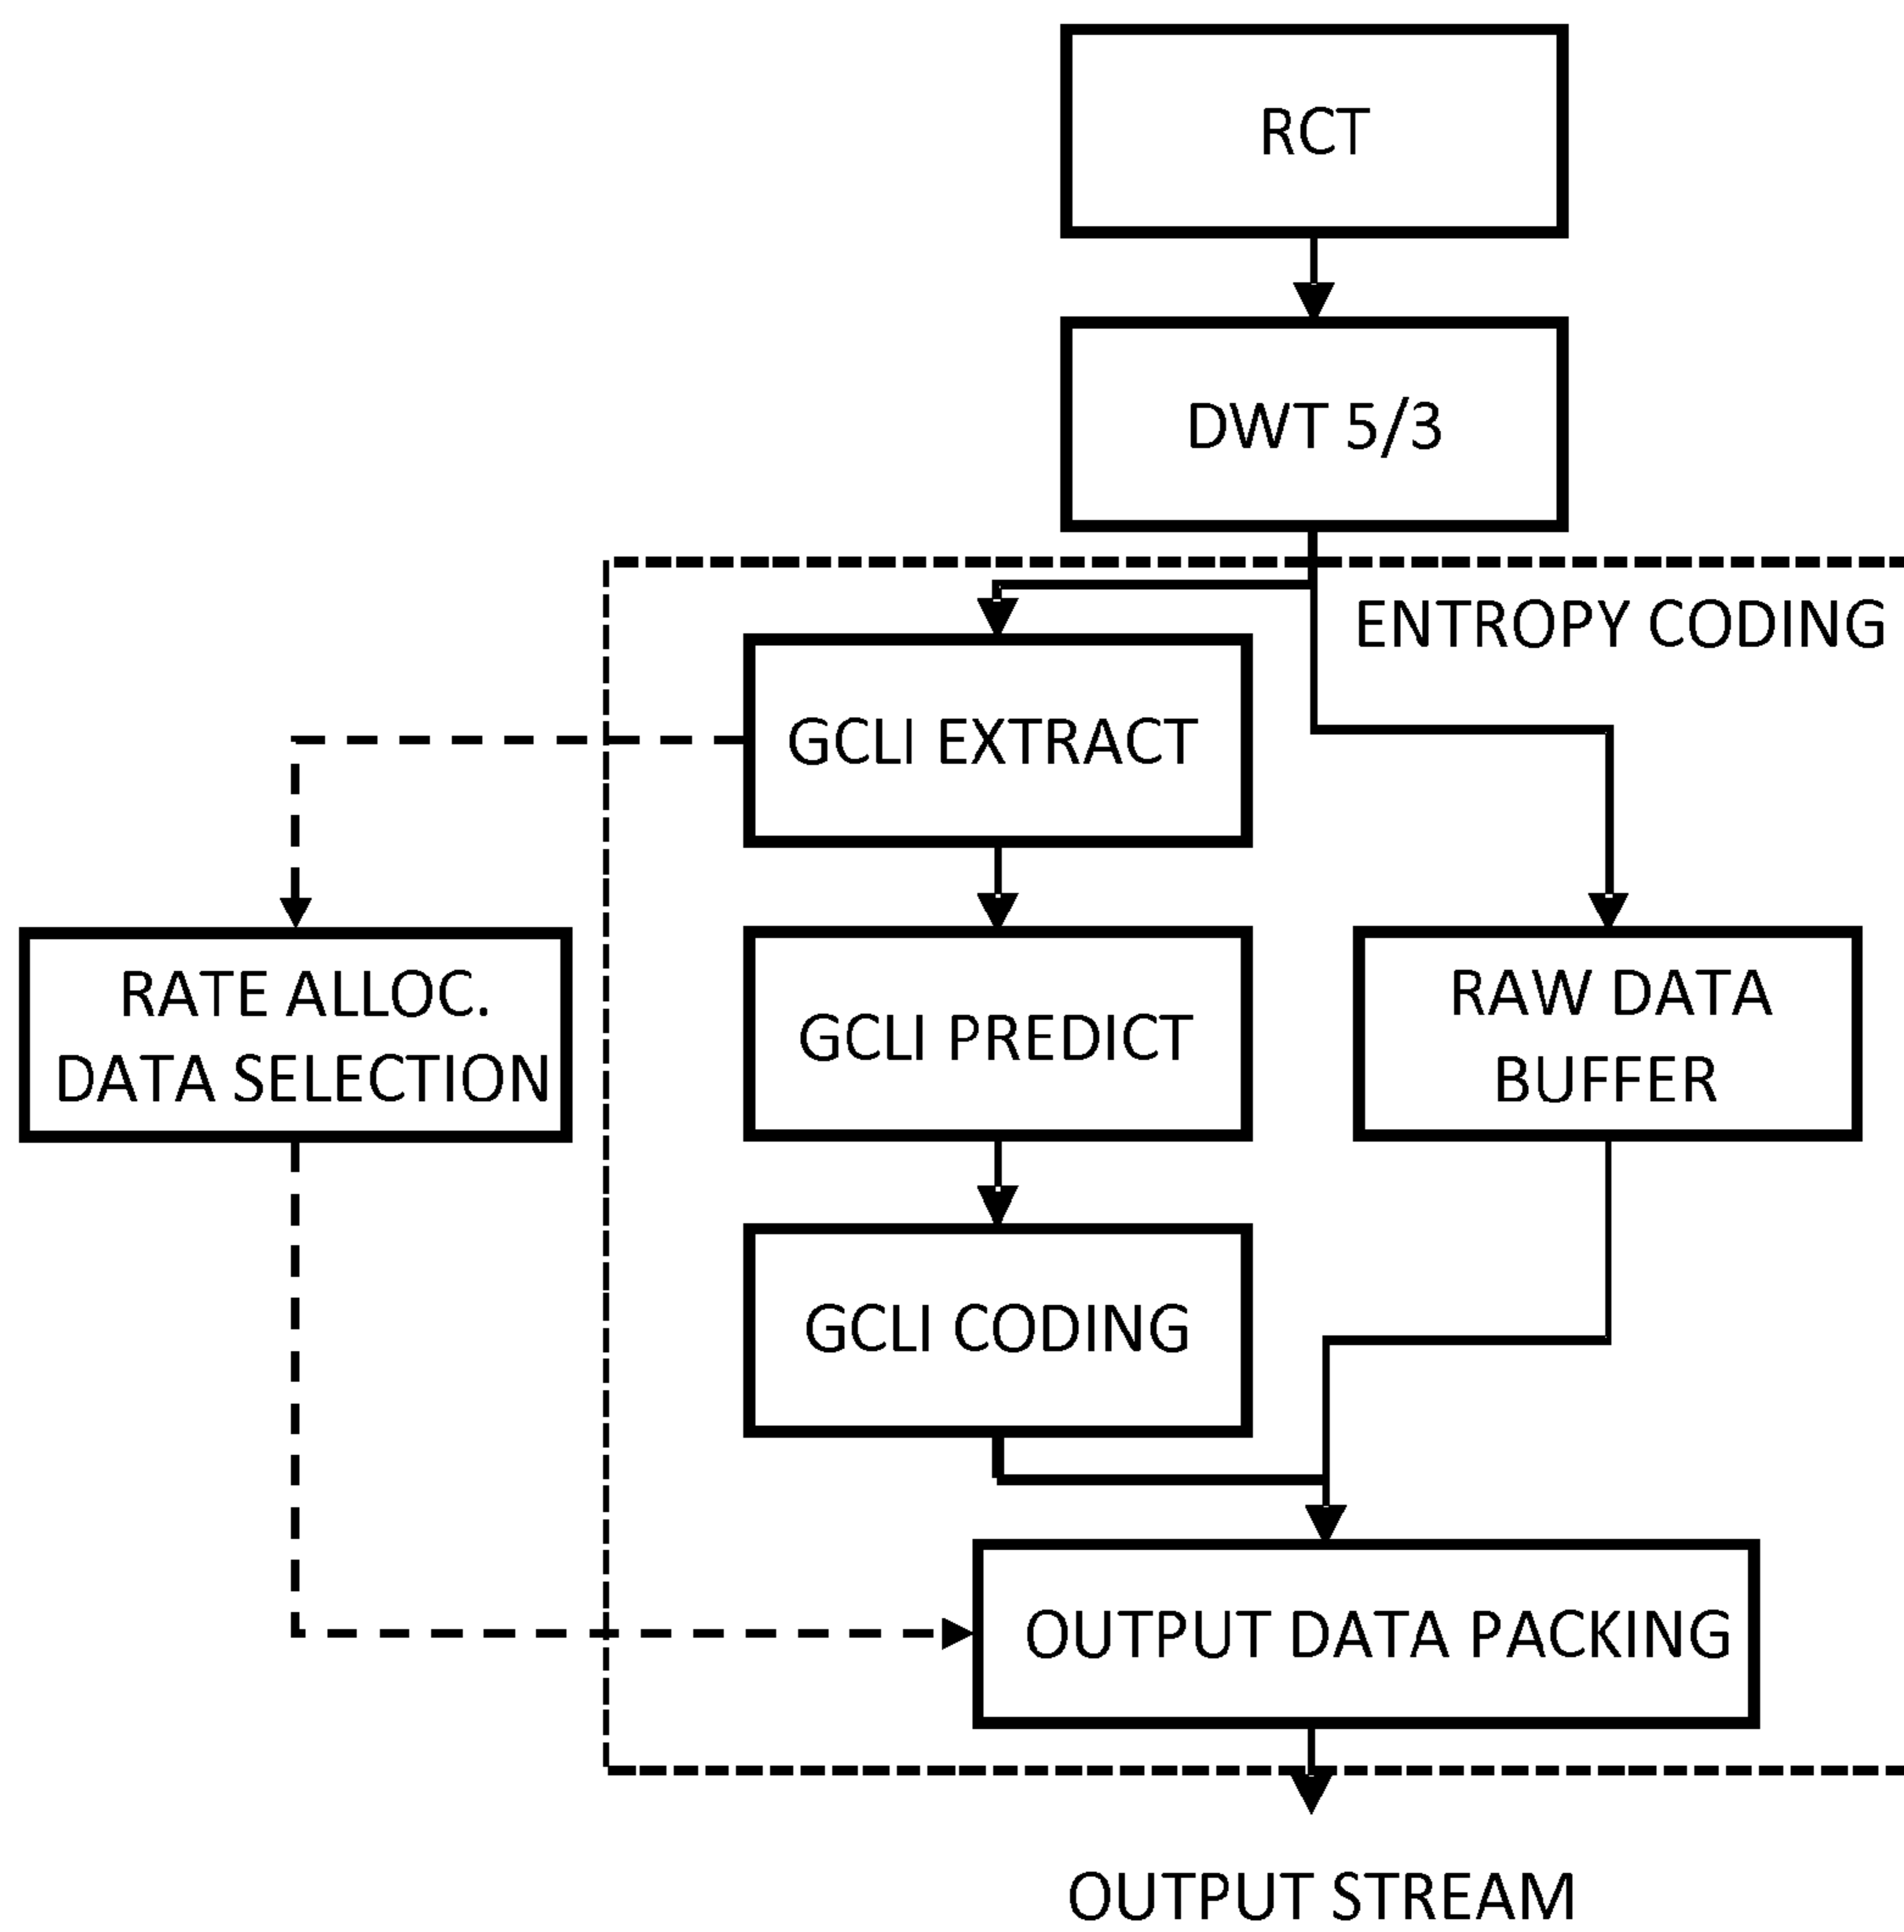 RCT
DWT 5/3
ENTROPY CODING
GCLI EXTRACT
RATE ALLOC.
DATA SELECTION
GCLI PREDICT
RAW DATA
BUFFER
GCLI CODING
OUTPUT DATA PACKING
OUTPUT STREAM